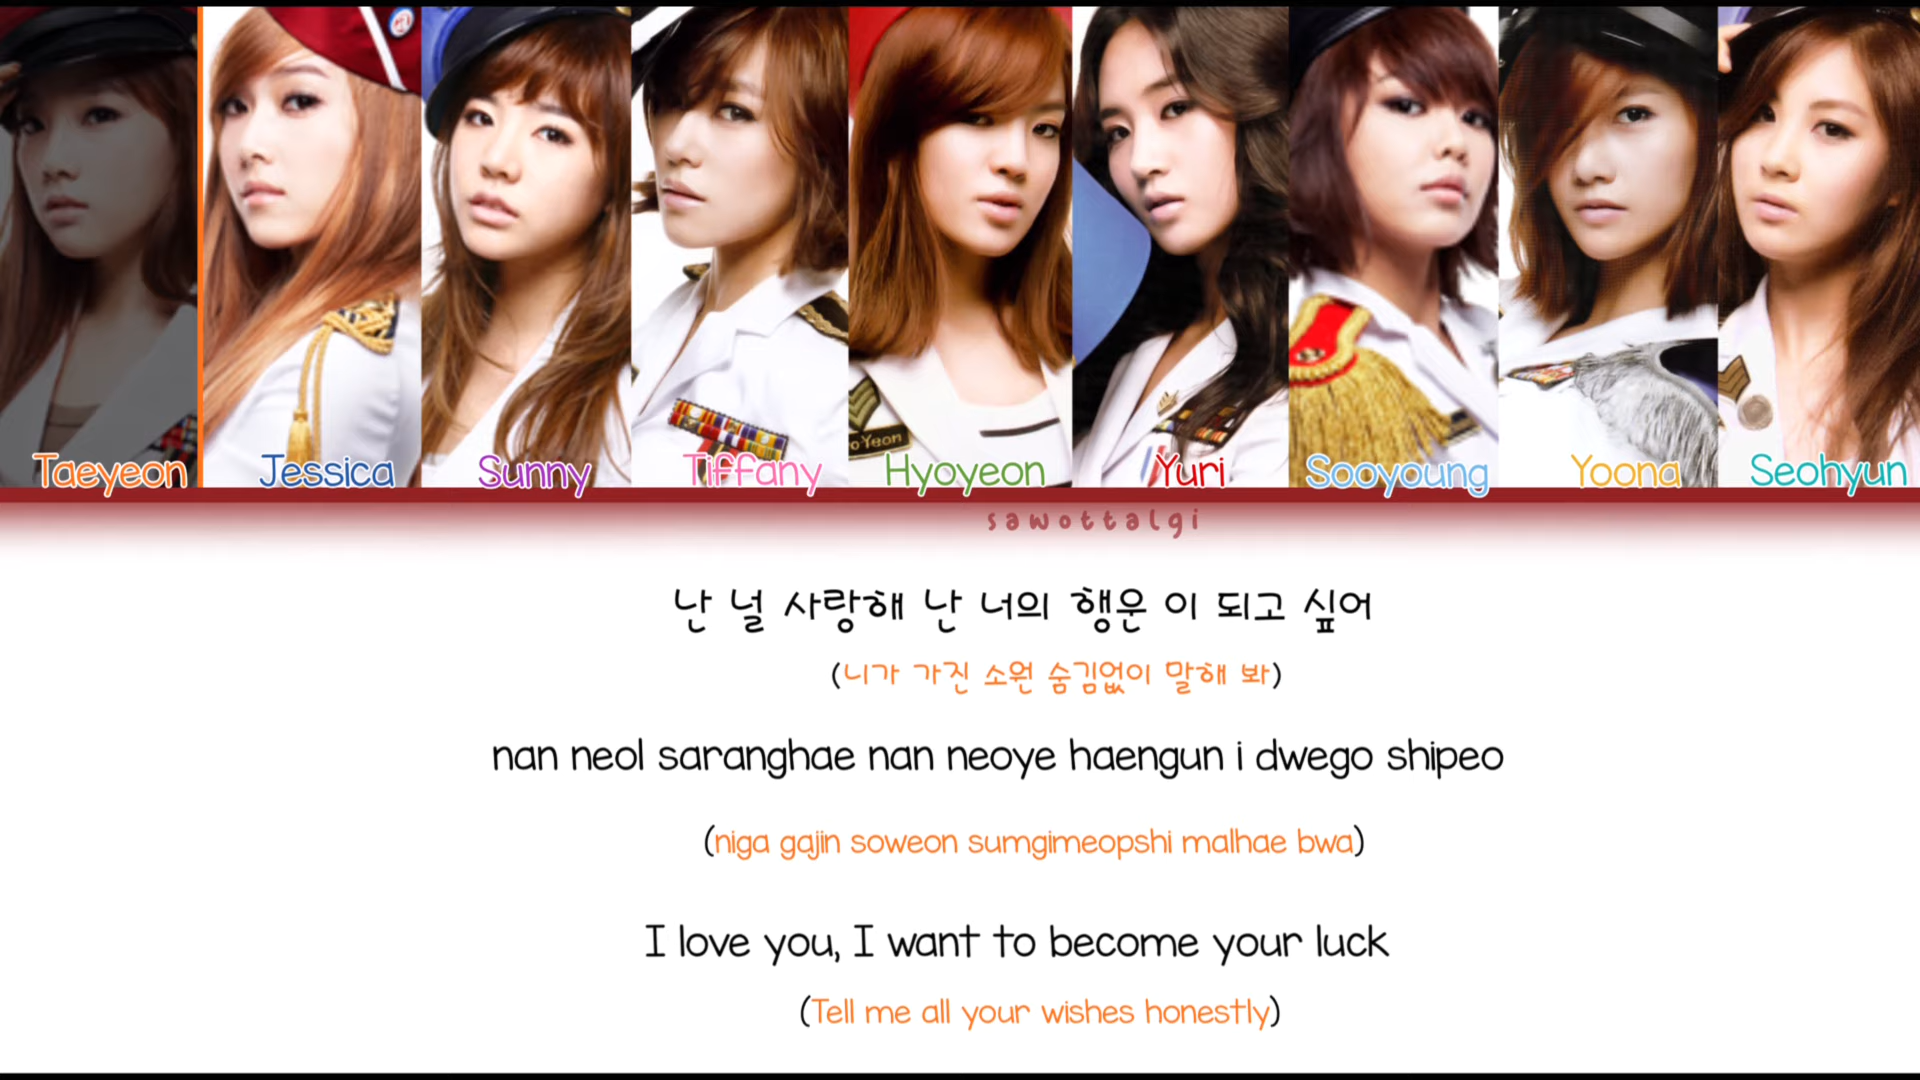 Taeyeon Jessica Sunny Tiffany Hyoyeon Yuri Sooyoung Yoona Seohyun
oYeon
sawottalgi
난 널 사랑해 난 너의 행운 이 되고 싶어
(니가 가진 소원 숨김없이 말해 봐)
nan neol saranghae nan neoye haengun i dwego shipeo
(niga gajin soweon sumgimeopshi malhae bwa)
I love you, I want to become your luck
(Tell me all your wishes honestly)